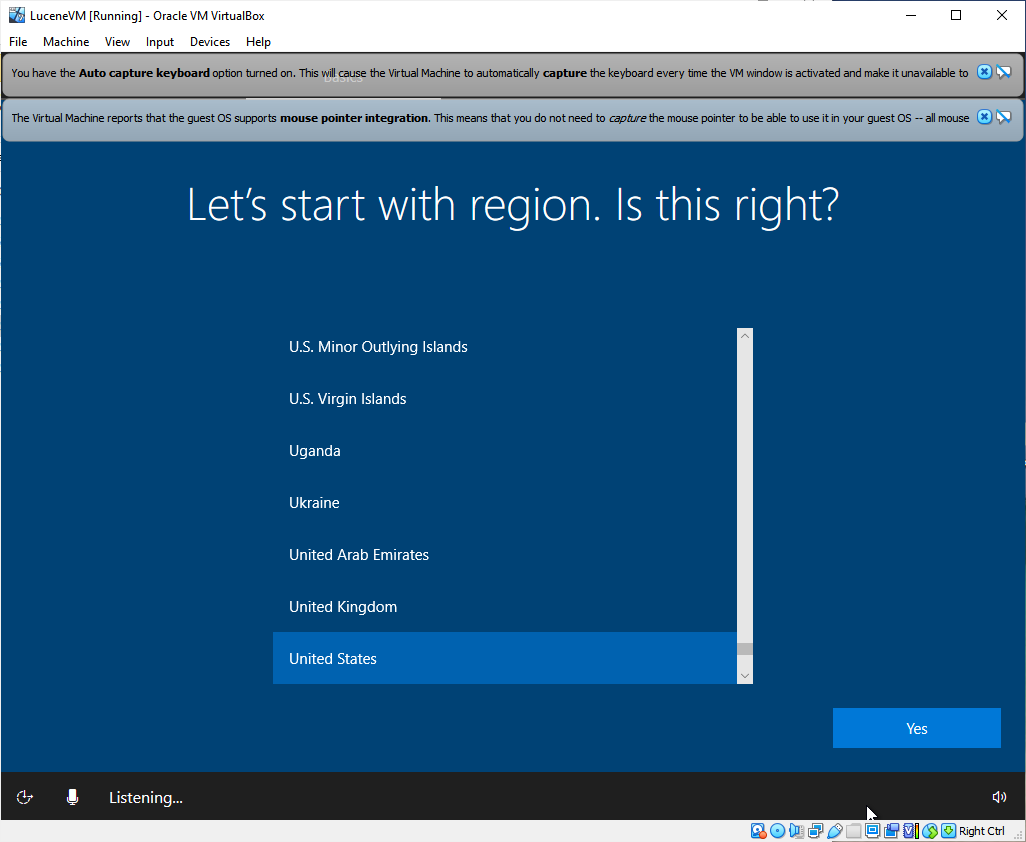 LuceneVM [Running] - Oracle VM VirtualBox
File Machine View Input Devices Help
You have the Auto capture keyboard option turned on. This will cause the Virtual Machine to automatically capture the keyboard every time the VM window is activated and make it unavailable to
Basics
The Virtual Machine reports that the guest OS supports mouse pointer integration. This means that you do not need to capture the mouse pointer to be able to use it in your guest OS -- all mouse
Let's start with region. Is this right?
U.S. Minor Outlying Islands
U.S. Virgin Islands
Uganda
Ukraine
United Arab Emirates
United Kingdom
United States
Yes
Listening...
Right Ctrl